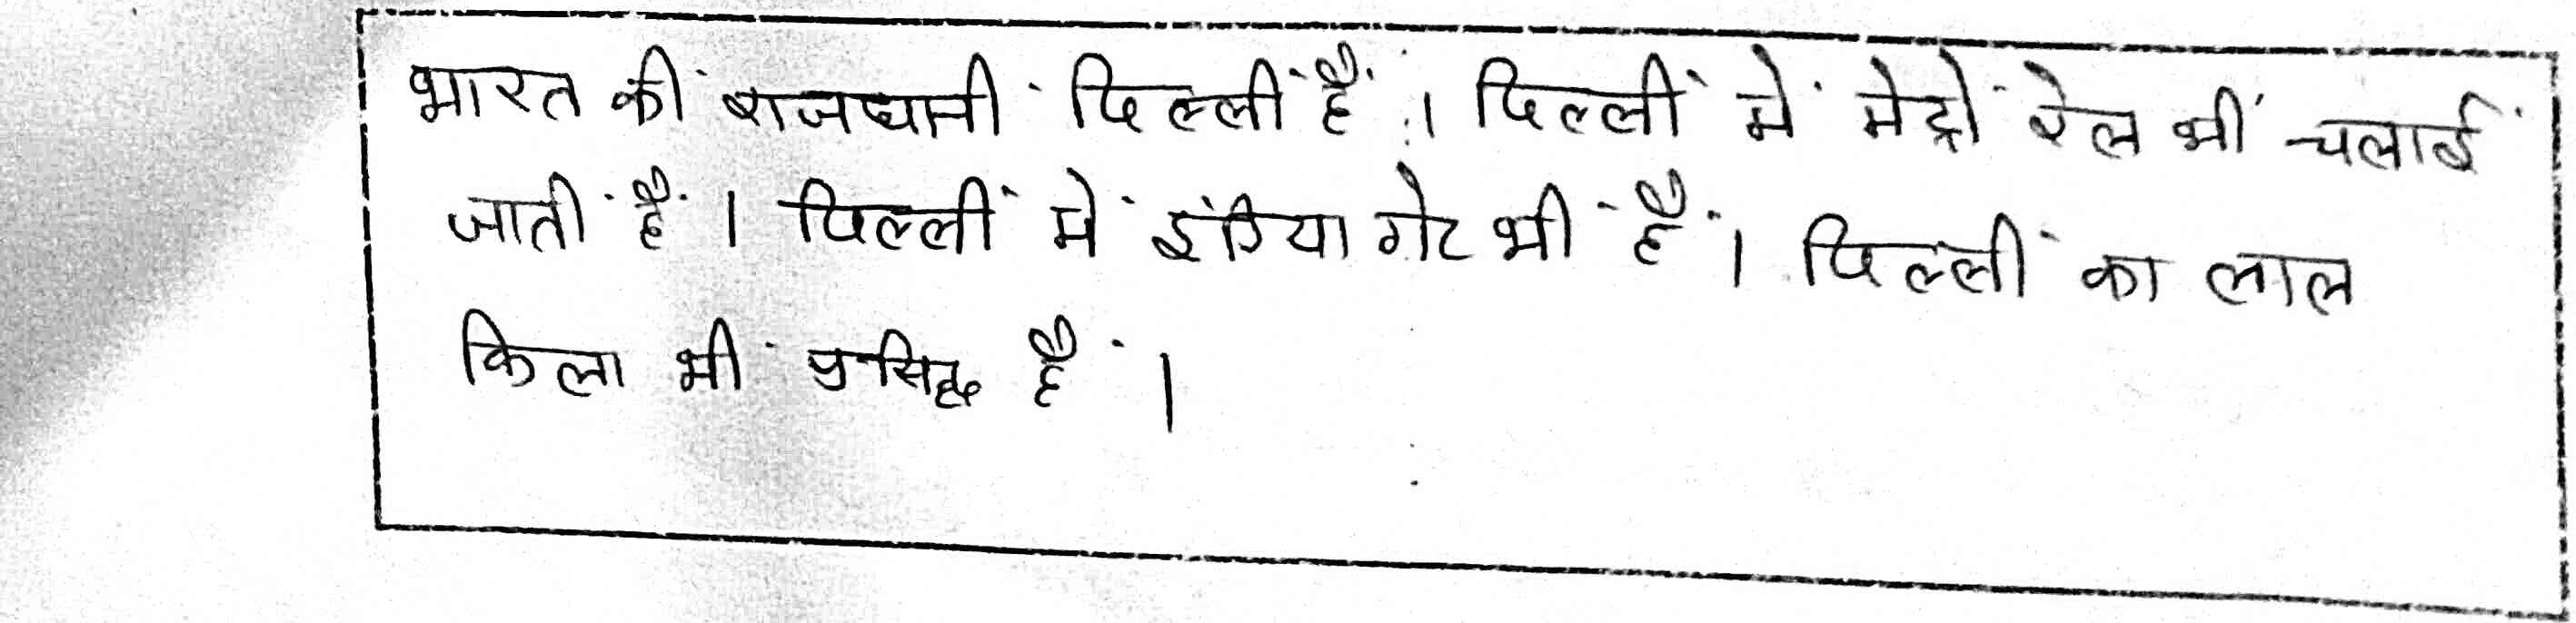 भारत की राजधानी दिल्ली है । दिल्ली में मेट्रो रेल भी चलाई
जाती है । दिल्ली में इंडिया गेट भी है । दिल्ली का लाल
किला भी प्रसिद्ध है ।